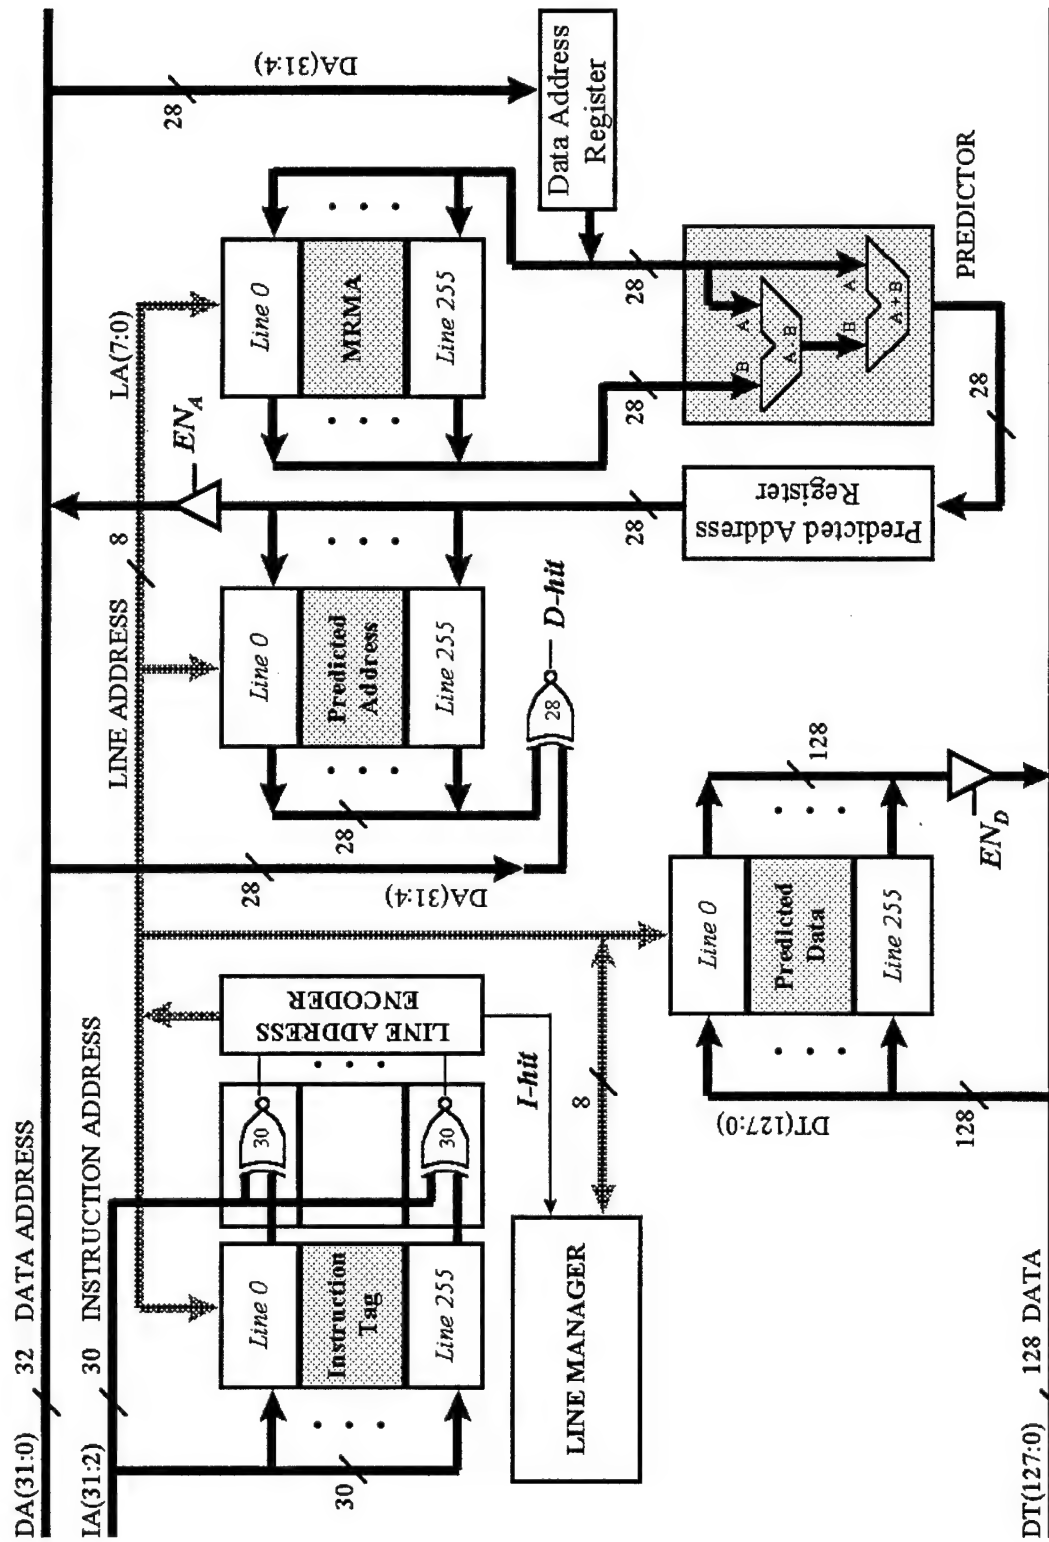 DA(31:0) 32 DATA ADDRESS
IA(31:2) 30 INSTRUCTION ADDRESS
LINE ADDRESS 8 LA(7:0)
30
Line 0
Instruction
Tag
Line 255
30
30
LINE ADDRESS
ENCODER
I-hit
8
LINE MANAGER
28
DA(31:4)
Line 0
Predicted
Address
Line 255
28
28
D-hit
EN_A
28
Predicted Address
Register
Line 0
MRMA
Line 255
28
DA(31:4)
Data Address
Register
28
28
B
A
A - B
B
A
A + B
PREDICTOR
28
DT(127:0)
128
Line 0
Predicted
Data
Line 255
128
EN_D
DT(127:0) 128 DATA